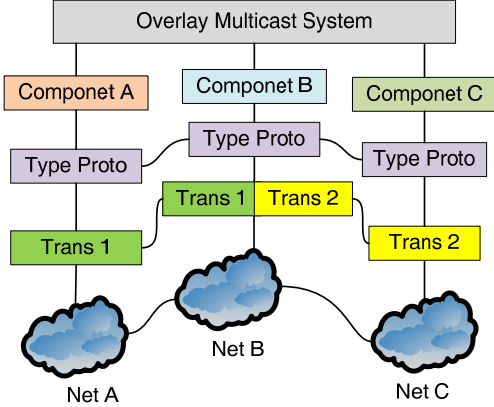 Overlay Multicast System
Componet A
Componet B
Componet C
Type Proto
Type Proto
Type Proto
Trans 1
Trans 1
Trans 2
Trans 2
Net A
Net B
Net C